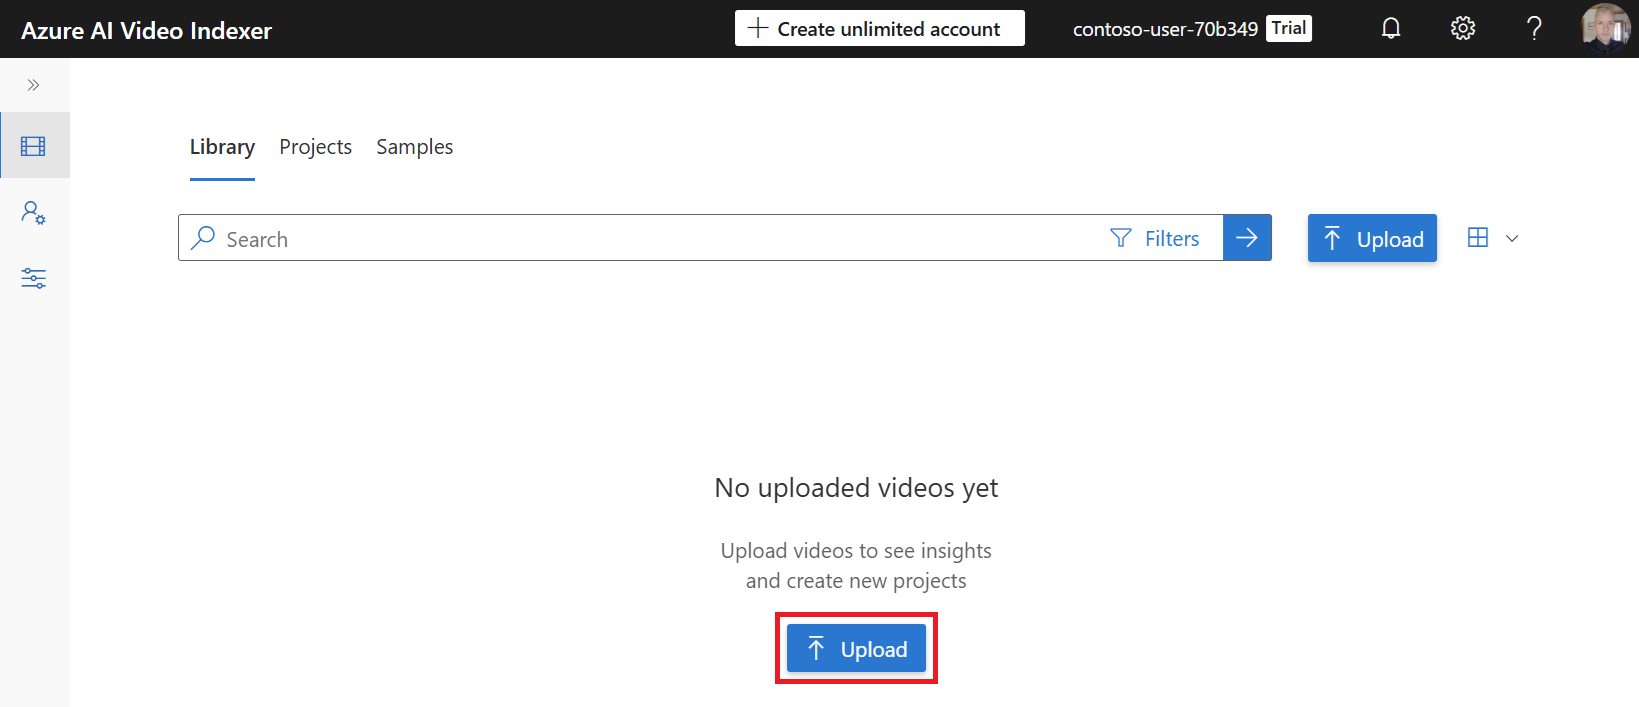 Azure AI Video Indexer
Create unlimited account
contoso-user-70b349 Trial
Library Projects Samples
Search Filters
Upload
No uploaded videos yet
Upload videos to see insights
and create new projects
Upload